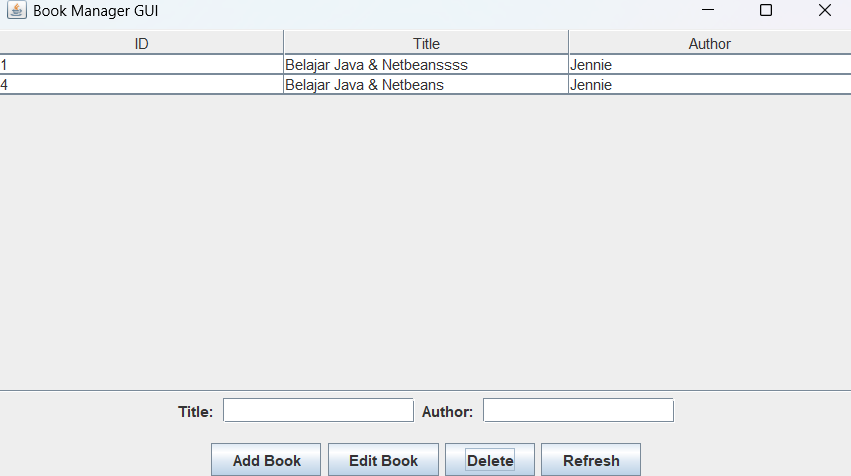 Book Manager GUI
ID Title Author
1 Belajar Java & Netbeanssss Jennie
4 Belajar Java & Netbeans Jennie
Title: Author:
Add Book Edit Book Delete Refresh